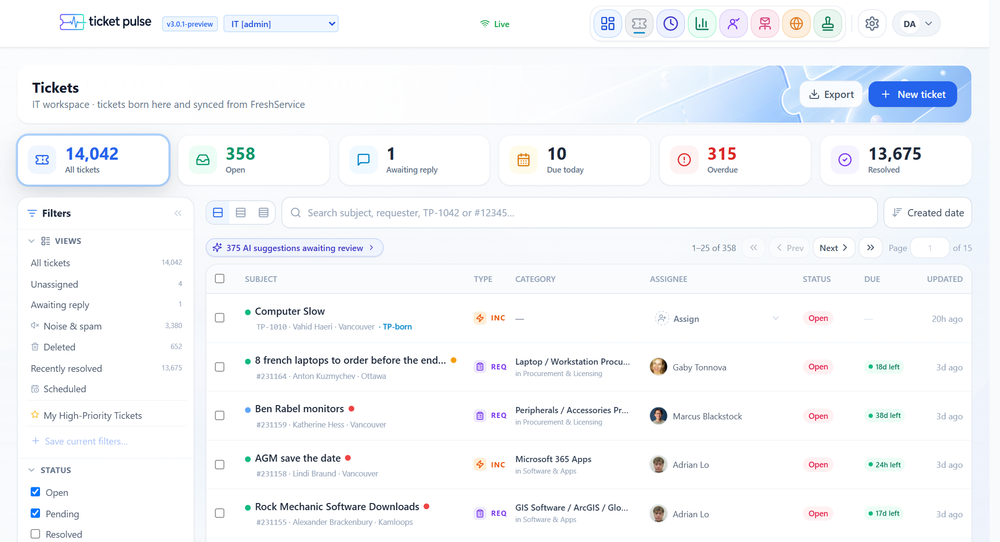 ticket pulse
v3.0.1-preview
IT [admin]
Live
DA
Tickets
IT workspace · tickets born here and synced from FreshService
Export
New ticket
14,042
All tickets
358
Open
1
Awaiting reply
10
Due today
315
Overdue
13,675
Resolved
Filters
VIEWS
All tickets 14,042
Unassigned 4
Awaiting reply 1
Noise & spam 3,380
Deleted 652
Recently resolved 13,675
Scheduled
My High-Priority Tickets
+ Save current filters...
STATUS
Open
Pending
Resolved
Search subject, requester, TP-1042 or #12345...
Created date
375 AI suggestions awaiting review
1–25 of 358
Prev
Next
Page 1 of 15
SUBJECT TYPE CATEGORY ASSIGNEE STATUS DUE UPDATED
Computer Slow
TP-1010 · Vahid Haeri · Vancouver · TP-born
INC
—
Assign
Open
—
20h ago
8 french laptops to order before the end...
#231164 · Anton Kuzmychev · Ottawa
REQ
Laptop / Workstation Procu...
in Procurement & Licensing
Gaby Tonnova
Open
18d left
3d ago
Ben Rabel monitors
#231159 · Katherine Hess · Vancouver
REQ
Peripherals / Accessories Pr...
in Procurement & Licensing
Marcus Blackstock
Open
38d left
3d ago
AGM save the date
#231158 · Lindi Braund · Vancouver
INC
Microsoft 365 Apps
in Software & Apps
Adrian Lo
Open
24h left
3d ago
Rock Mechanic Software Downloads
#231155 · Alexander Brackenbury · Kamloops
REQ
GIS Software / ArcGIS / Glo...
in Software & Apps
Adrian Lo
Open
17d left
3d ago